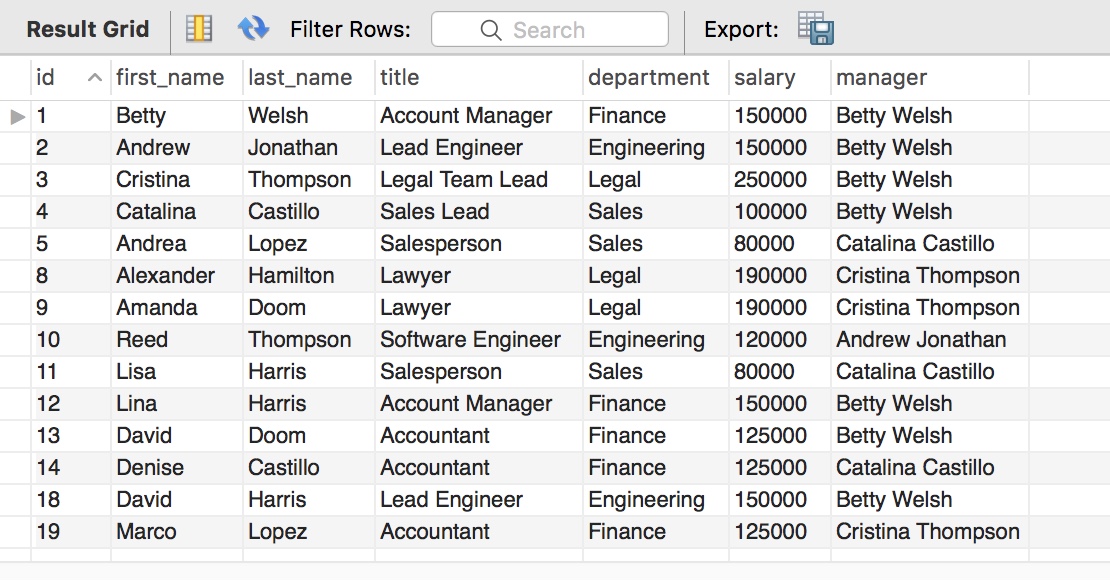 Result Grid Filter Rows: Search Export:
id first_name last_name title department salary manager
1 Betty Welsh Account Manager Finance 150000 Betty Welsh
2 Andrew Jonathan Lead Engineer Engineering 150000 Betty Welsh
3 Cristina Thompson Legal Team Lead Legal 250000 Betty Welsh
4 Catalina Castillo Sales Lead Sales 100000 Betty Welsh
5 Andrea Lopez Salesperson Sales 80000 Catalina Castillo
8 Alexander Hamilton Lawyer Legal 190000 Cristina Thompson
9 Amanda Doom Lawyer Legal 190000 Cristina Thompson
10 Reed Thompson Software Engineer Engineering 120000 Andrew Jonathan
11 Lisa Harris Salesperson Sales 80000 Catalina Castillo
12 Lina Harris Account Manager Finance 150000 Betty Welsh
13 David Doom Accountant Finance 125000 Betty Welsh
14 Denise Castillo Accountant Finance 125000 Catalina Castillo
18 David Harris Lead Engineer Engineering 150000 Betty Welsh
19 Marco Lopez Accountant Finance 125000 Cristina Thompson